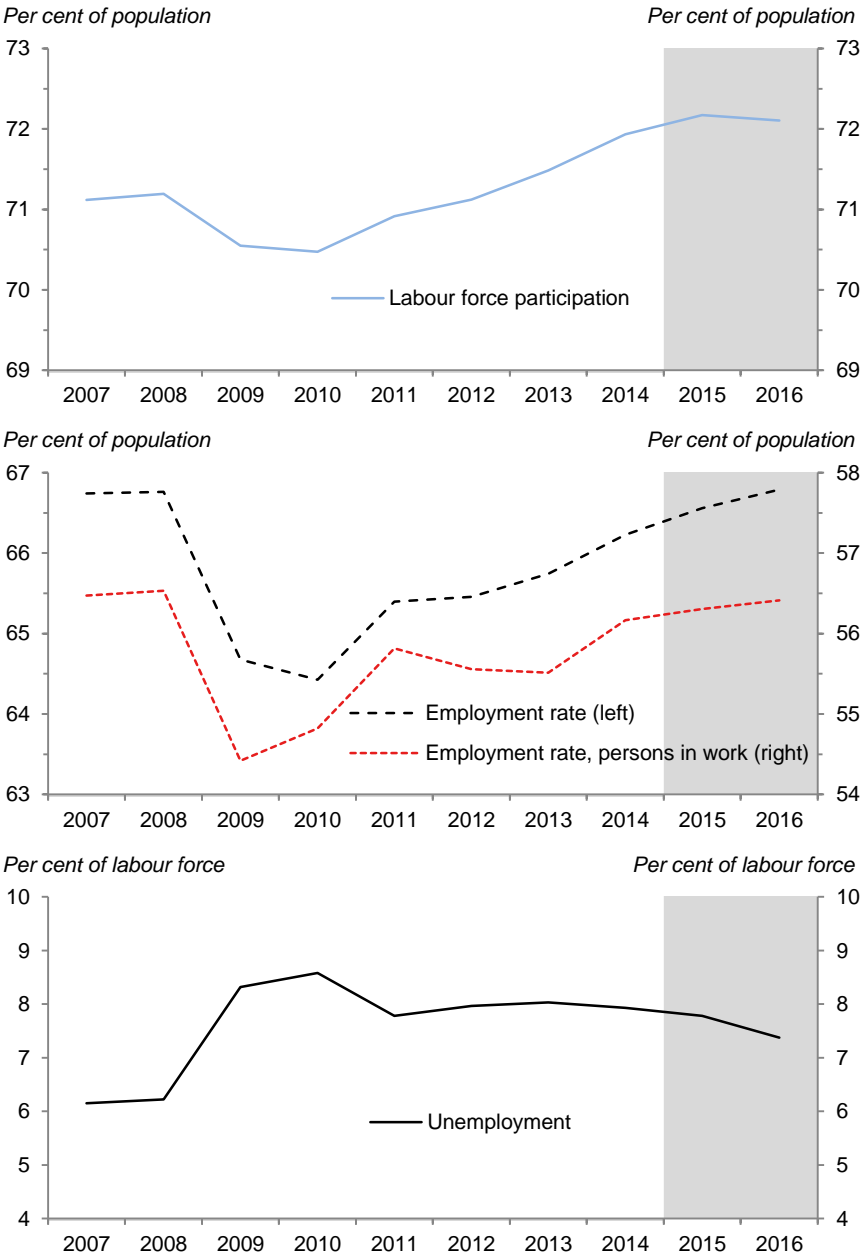 Per cent of population Per cent of population
73 73
72 72
71 71
70 70
Labour force participation
69 69
2007 2008 2009 2010 2011 2012 2013 2014 2015 2016
Per cent of population Per cent of population
67 58
66 57
65 56
64 55
Employment rate (left)
Employment rate, persons in work (right)
63 54
2007 2008 2009 2010 2011 2012 2013 2014 2015 2016
Per cent of labour force Per cent of labour force
10 10
9 9
8 8
7 7
6 6
Unemployment
5 5
4 4
2007 2008 2009 2010 2011 2012 2013 2014 2015 2016